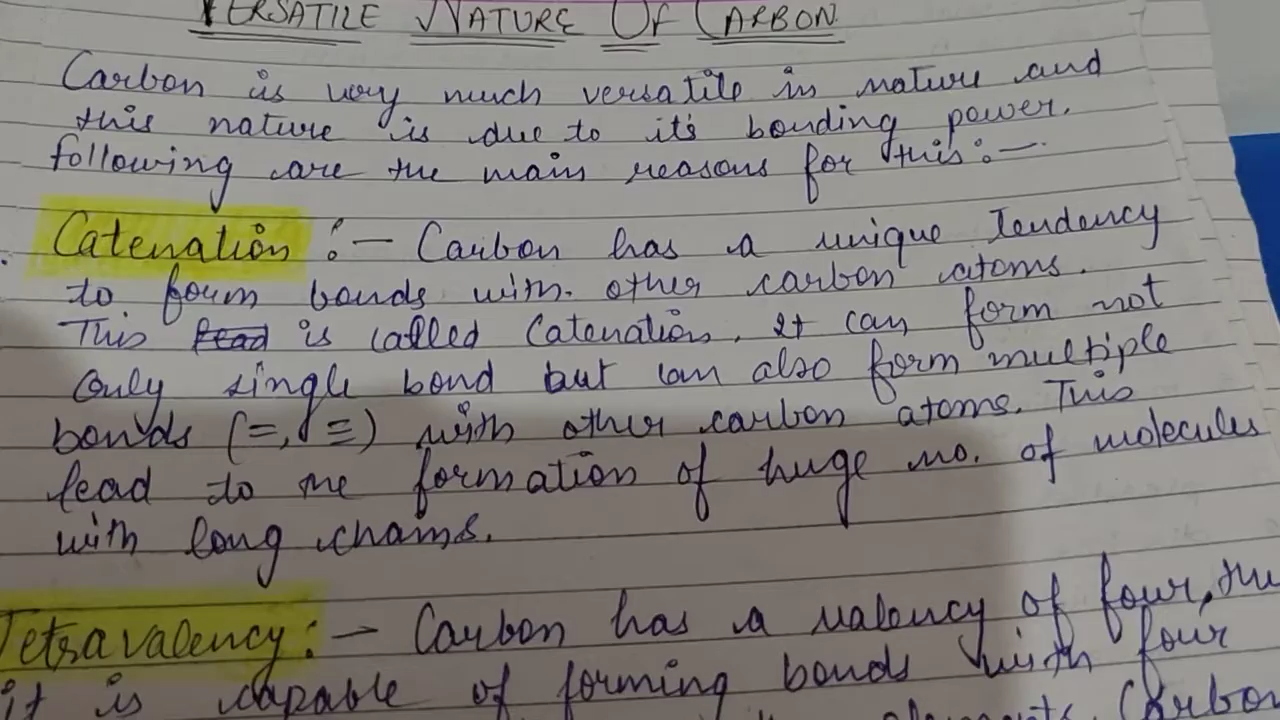 VERSATILE NATURE OF CARBON
Carbon is very much versatile in nature and
this nature is due to it's bonding power.
following are the main reasons for this :-
Catenation :- Carbon has a unique Tendency
to form bonds with other carbon atoms.
This is called Catenation. It can form not
Only single bond but can also form multiple
bonds (=, ≡) with other carbon atoms. This
lead to the formation of huge no. of molecules
with long chains.
Tetravalency :- Carbon has a valency of four,
it is capable of forming bonds with four
Carbon